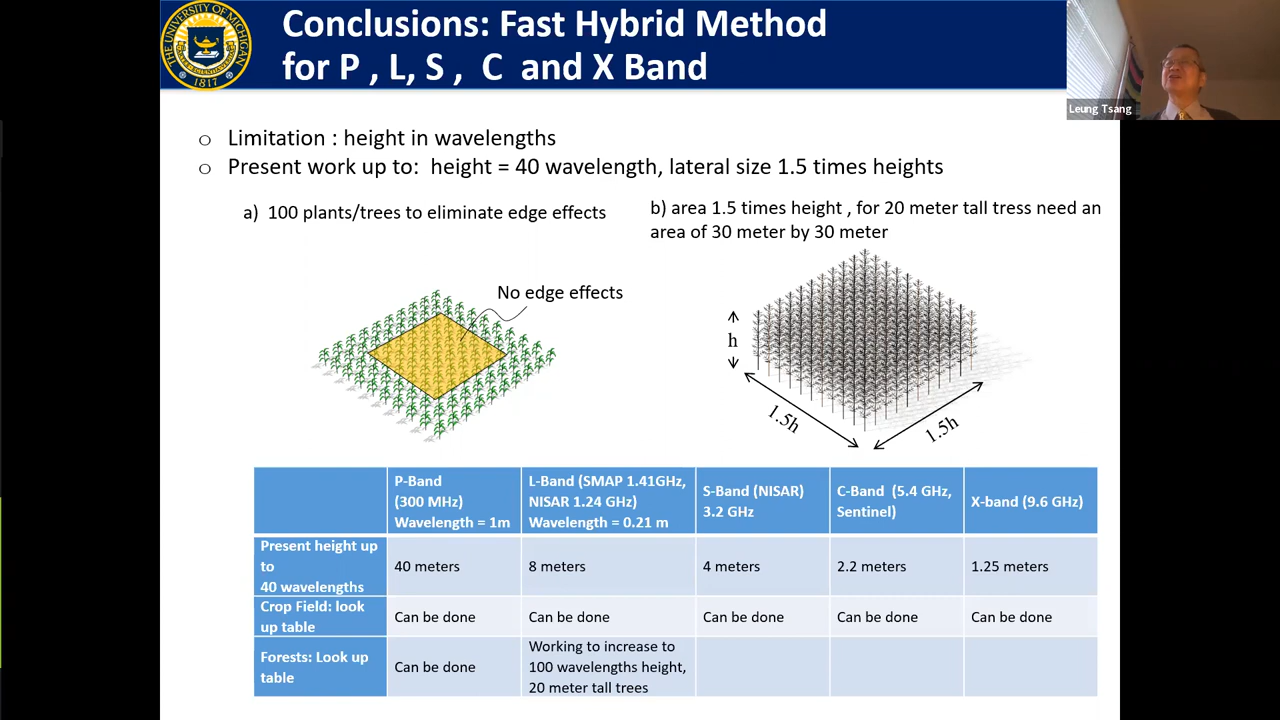 Conclusions: Fast Hybrid Method
for P , L, S , C and X Band
THE UNIVERSITY OF MICHIGAN
1817
Leung Tsang
o Limitation : height in wavelengths
o Present work up to: height = 40 wavelength, lateral size 1.5 times heights
a) 100 plants/trees to eliminate edge effects
b) area 1.5 times height , for 20 meter tall tress need an
area of 30 meter by 30 meter
No edge effects
h
1.5h
1.5h
P-Band
(300 MHz)
Wavelength = 1m
L-Band (SMAP 1.41GHz,
NISAR 1.24 GHz)
Wavelength = 0.21 m
S-Band (NISAR)
3.2 GHz
C-Band (5.4 GHz,
Sentinel)
X-band (9.6 GHz)
Present height up
to
40 wavelengths
40 meters
8 meters
4 meters
2.2 meters
1.25 meters
Crop Field: look
up table
Can be done
Can be done
Can be done
Can be done
Can be done
Forests: Look up
table
Can be done
Working to increase to
100 wavelengths height,
20 meter tall trees